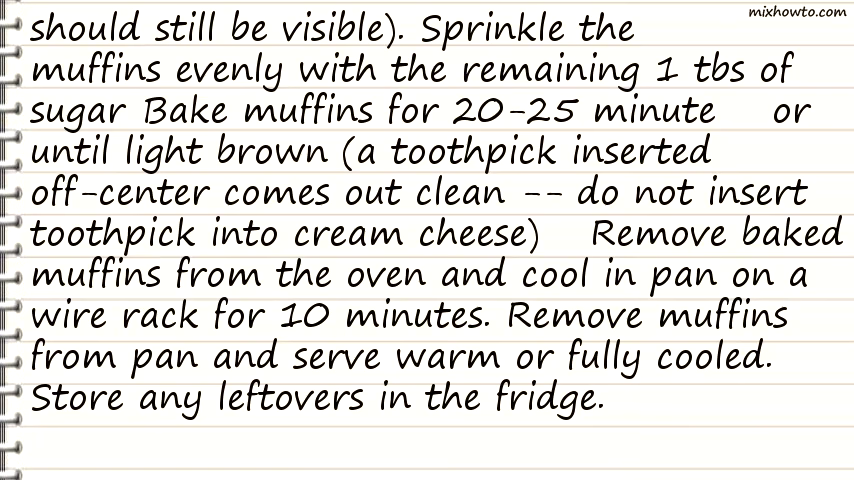 mixhowto.com
should still be visible). Sprinkle the
muffins evenly with the remaining 1 tbs of
sugar Bake muffins for 20-25 minute or
until light brown (a toothpick inserted
off-center comes out clean -- do not insert
toothpick into cream cheese) Remove baked
muffins from the oven and cool in pan on a
wire rack for 10 minutes. Remove muffins
from pan and serve warm or fully cooled.
Store any leftovers in the fridge.